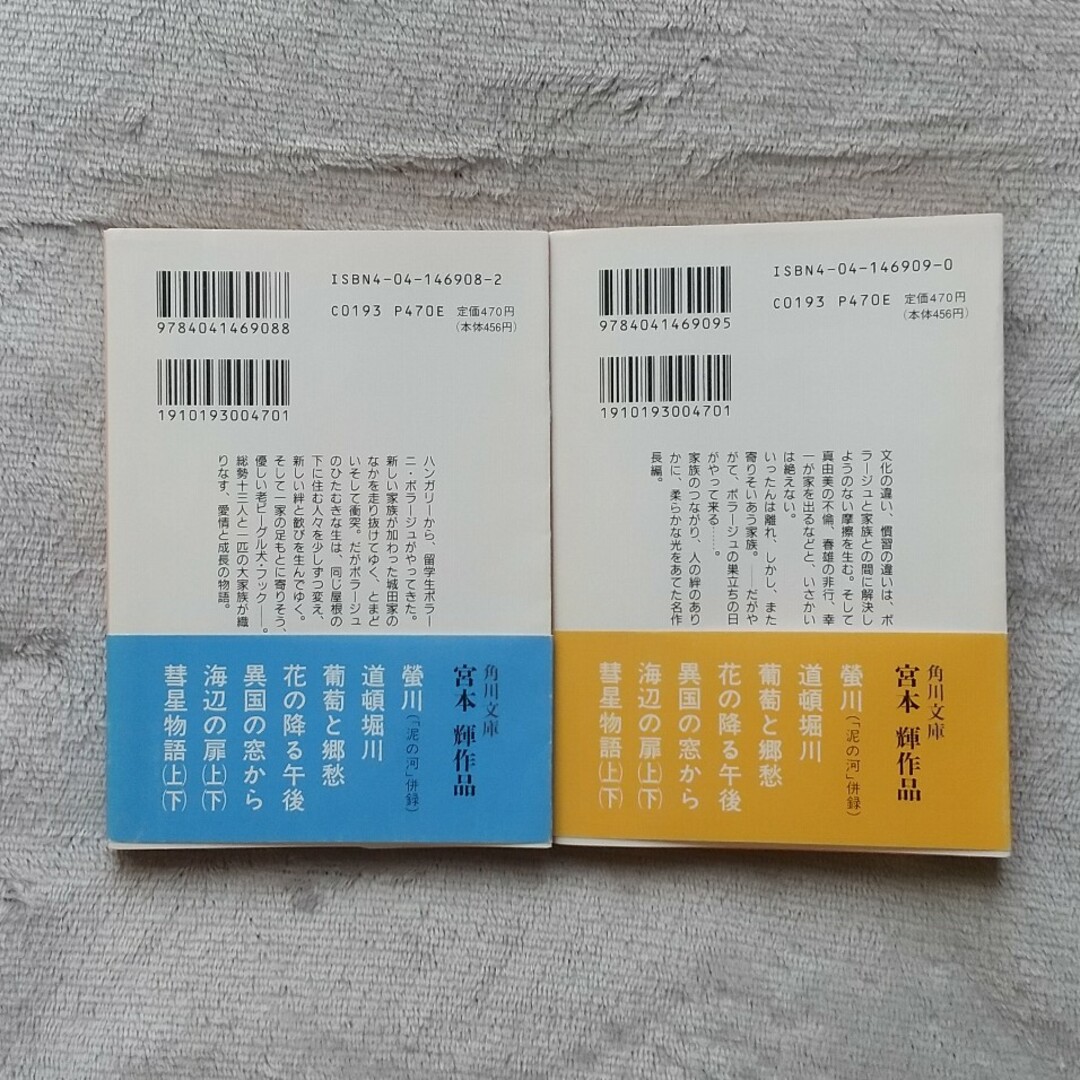 ISBN4-04-146908-2
C0193 P470E 定価470円
(本体456円)
9784041469088
1910193004701
ハンガリーから、留学生ボラー
ニ・ボラージュがやってきた。
新しい家族が加わった城田家の
なかを走り抜けてゆく、とまど
いそして衝突。だがボラージュ
のひたむきな生は、同じ屋根の
下に住む人々を少しずつ変え、
新しい絆と歓びを生んでゆく。
そして一家の足もとに寄りそう、
優しい老ビーグル犬・フック──。
総勢十三人と一匹の大家族が織
りなす、愛情と成長の物語。
角川文庫
宮本 輝作品
螢川(「泥の河」併録)
道頓堀川
葡萄と郷愁
花の降る午後
異国の窓から
海辺の扉(上)(下)
彗星物語(上)(下)
ISBN4-04-146909-0
C0193 P470E 定価470円
(本体456円)
9784041469095
1910193004701
文化の違い、慣習の違いは、ボ
ラージュと家族との間に解決し
ようのない摩擦を生む。そして
真由美の不倫、春雄の非行、幸
一が家を出るなどと、いさかい
は絶えない。
いったんは離れ、しかし、また
寄りそいあう家族。──だがや
がて、ボラージュの巣立ちの日
がやって来る……。
家族のつながり、人の絆のあり
かに、柔らかな光をあてた名作
長編。
角川文庫
宮本 輝作品
螢川(「泥の河」併録)
道頓堀川
葡萄と郷愁
花の降る午後
異国の窓から
海辺の扉(上)(下)
彗星物語(上)(下)